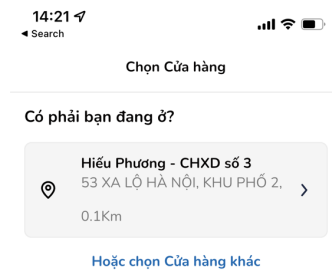 14:21
◄ Search
Chọn Cửa hàng
Có phải bạn đang ở?
Hiếu Phương - CHXD số 3
53 XA LỘ HÀ NỘI, KHU PHỐ 2,
0.1Km
Hoặc chọn Cửa hàng khác